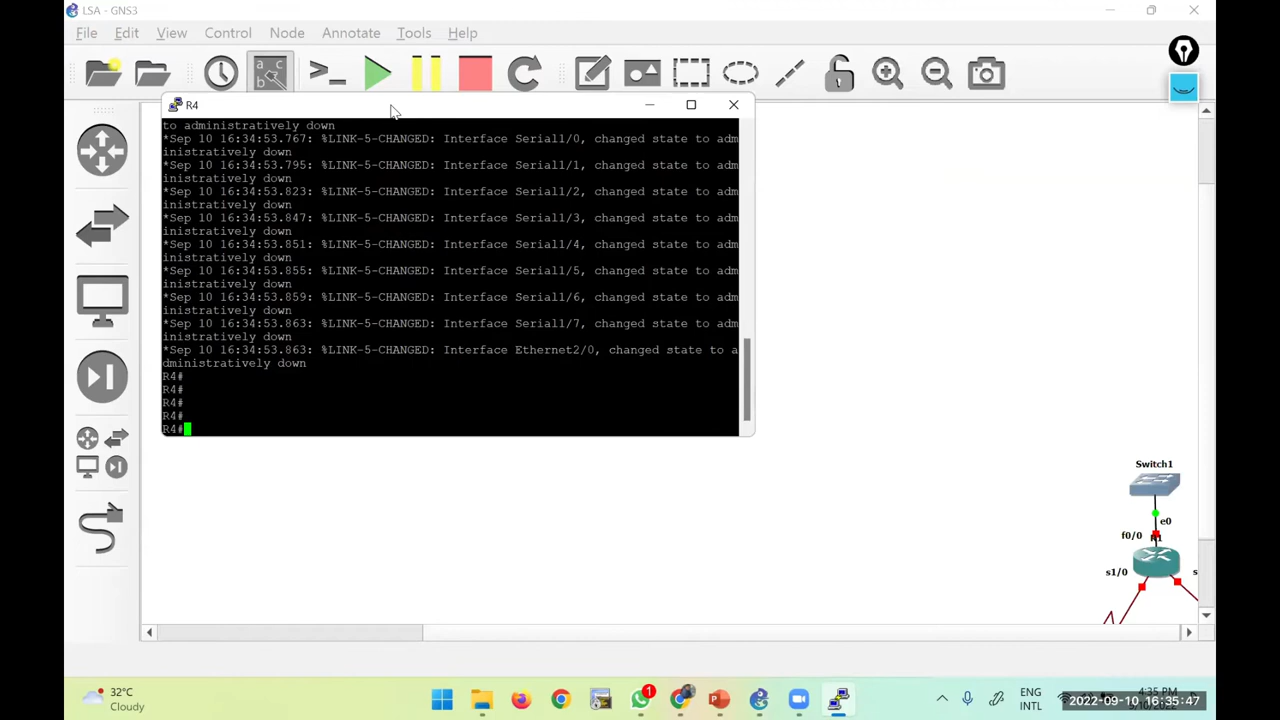 LSA - GNS3
File Edit View Control Node Annotate Tools Help
a c
b
R4
to administratively down
*Sep 10 16:34:53.767: %LINK-5-CHANGED: Interface Serial1/0, changed state to adm
inistratively down
*Sep 10 16:34:53.795: %LINK-5-CHANGED: Interface Serial1/1, changed state to adm
inistratively down
*Sep 10 16:34:53.823: %LINK-5-CHANGED: Interface Serial1/2, changed state to adm
inistratively down
*Sep 10 16:34:53.847: %LINK-5-CHANGED: Interface Serial1/3, changed state to adm
inistratively down
*Sep 10 16:34:53.851: %LINK-5-CHANGED: Interface Serial1/4, changed state to adm
inistratively down
*Sep 10 16:34:53.855: %LINK-5-CHANGED: Interface Serial1/5, changed state to adm
inistratively down
*Sep 10 16:34:53.859: %LINK-5-CHANGED: Interface Serial1/6, changed state to adm
inistratively down
*Sep 10 16:34:53.863: %LINK-5-CHANGED: Interface Serial1/7, changed state to adm
inistratively down
*Sep 10 16:34:53.863: %LINK-5-CHANGED: Interface Ethernet2/0, changed state to a
dministratively down
R4#
R4#
R4#
R4#
R4#
Switch1
e0
f0/0
s1/0
32°C
Cloudy
1
ENG
INTL
4:35 PM
2022-09-10 16:35:47